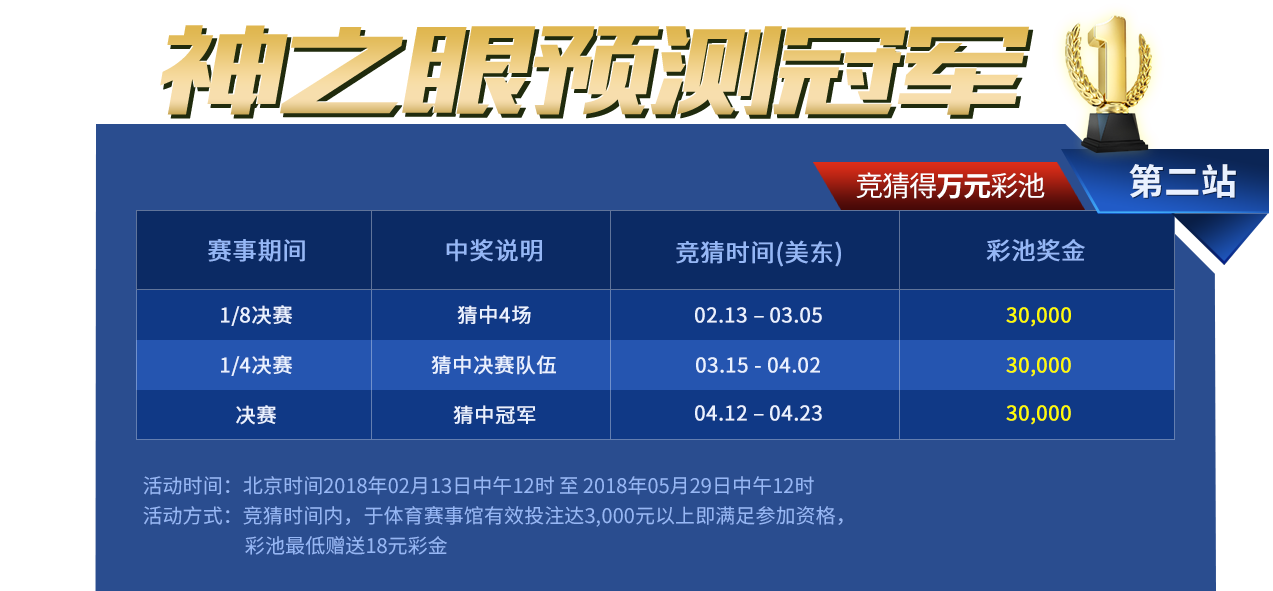 神之眼预测冠军
1
竞猜得万元彩池
第二站
赛事期间 中奖说明 竞猜时间(美东) 彩池奖金
1/8决赛 猜中4场 02.13 – 03.05 30,000
1/4决赛 猜中决赛队伍 03.15 - 04.02 30,000
决赛 猜中冠军 04.12 – 04.23 30,000
活动时间：北京时间2018年02月13日中午12时 至 2018年05月29日中午12时
活动方式：竞猜时间内，于体育赛事馆有效投注达3,000元以上即满足参加资格，
彩池最低赠送18元彩金